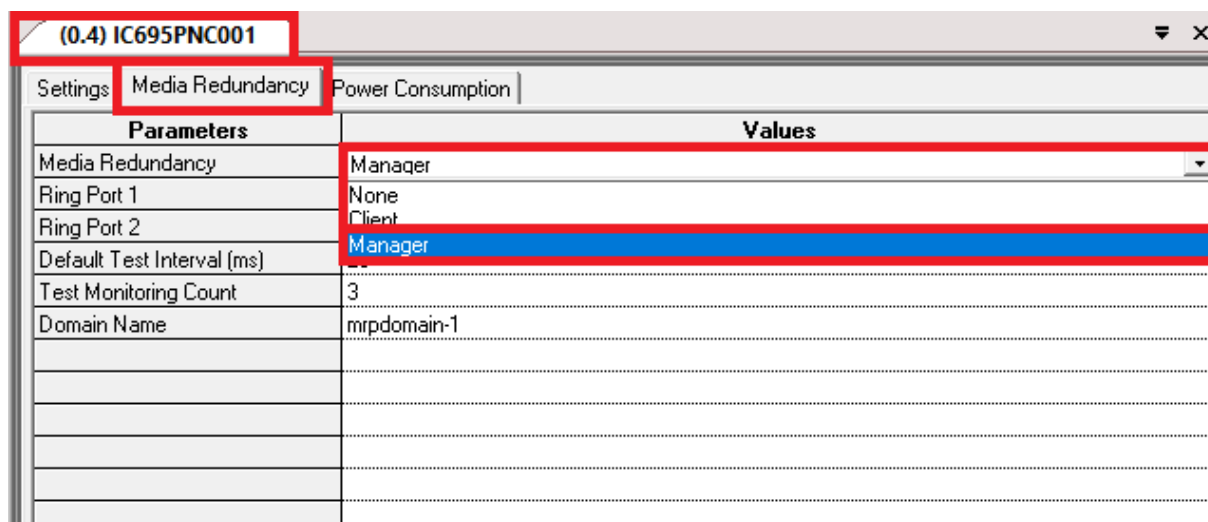 (0.4) IC695PNC001
Settings Media Redundancy Power Consumption
Parameters Values
Media Redundancy Manager
Ring Port 1 None
Ring Port 2 Client
Manager
Default Test Interval (ms)
Test Monitoring Count 3
Domain Name mrpdomain-1